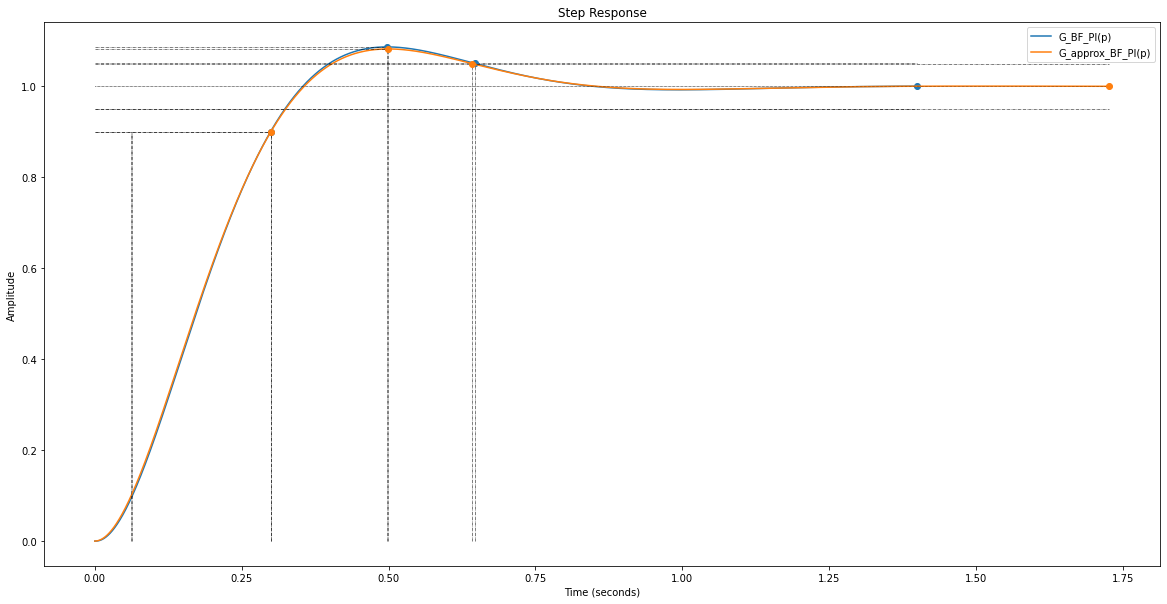 Step Response
G_BF_PI(p)
G_approx_BF_PI(p)
Amplitude
1.0
0.8
0.6
0.4
0.2
0.0
0.00 0.25 0.50 0.75 1.00 1.25 1.50 1.75
Time (seconds)